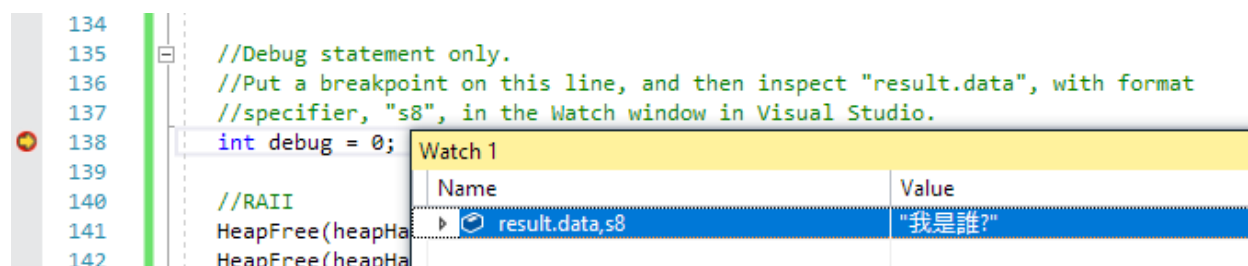 134
135 //Debug statement only.
136 //Put a breakpoint on this line, and then inspect "result.data", with format
137 //specifier, "s8", in the Watch window in Visual Studio.
138 int debug = 0;
Watch 1
139
Name Value
140 //RAII
result.data,s8 "我是誰?"
141 HeapFree(heapHa
142 HeapFree(heapHa